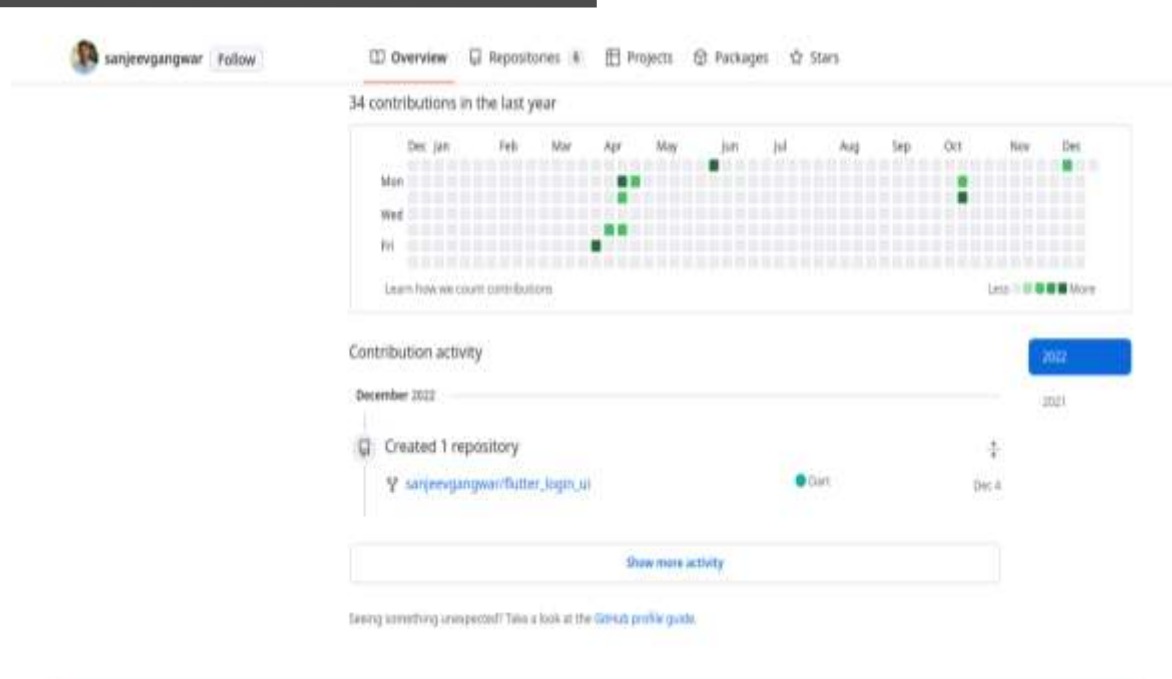 sanjeevgangwar Follow
Overview Repositories 6 Projects Packages Stars
34 contributions in the last year
Dec Jan Feb Mar Apr May Jun Jul Aug Sep Oct Nov Dec
Mon
Wed
Fri
Learn how we count contributions
Less More
Contribution activity
2022
December 2022
2021
Created 1 repository
sanjeevgangwar/flutter_login_ui Dart Dec 4
Show more activity
Seeing something unexpected? Take a look at the GitHub profile guide.